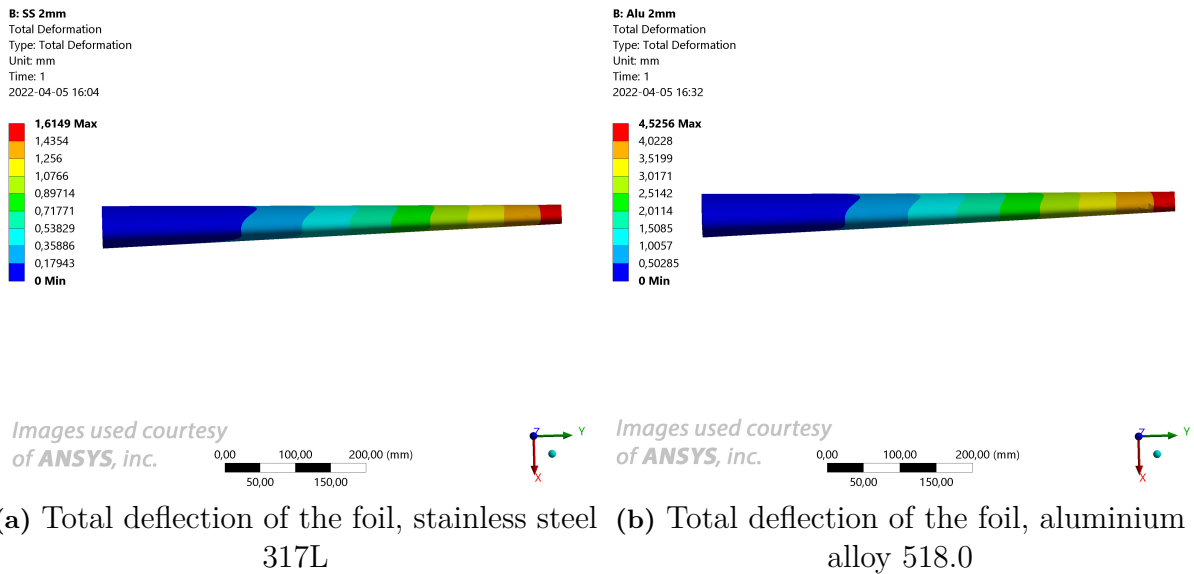 B: SS 2mm
Total Deformation
Type: Total Deformation
Unit: mm
Time: 1
2022-04-05 16:04
1,6149 Max
1,4354
1,256
1,0766
0,89714
0,71771
0,53829
0,35886
0,17943
0 Min
Images used courtesy
of ANSYS, inc.
0,00 100,00 200,00 (mm)
50,00 150,00
Z
Y
X
(a) Total deflection of the foil, stainless steel
317L
B: Alu 2mm
Total Deformation
Type: Total Deformation
Unit: mm
Time: 1
2022-04-05 16:32
4,5256 Max
4,0228
3,5199
3,0171
2,5142
2,0114
1,5085
1,0057
0,50285
0 Min
Images used courtesy
of ANSYS, inc.
0,00 100,00 200,00 (mm)
50,00 150,00
Z
Y
X
(b) Total deflection of the foil, aluminium
alloy 518.0